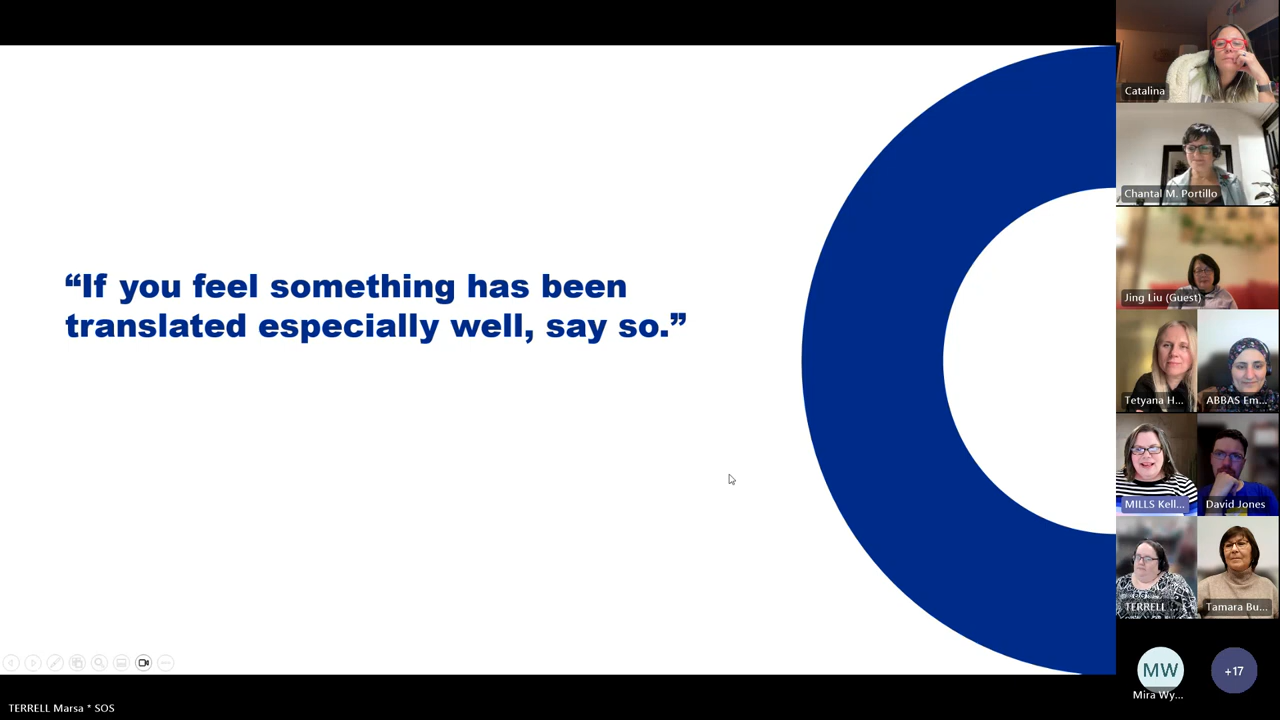 “If you feel something has been
translated especially well, say so.”
Catalina
Chantal M. Portillo
Jing Liu (Guest)
Tetyana H...
ABBAS Em...
MILLS Kell...
David Jones
TERRELL
Tamara Bu...
MW
Mira Wy...
+17
TERRELL Marsa * SOS